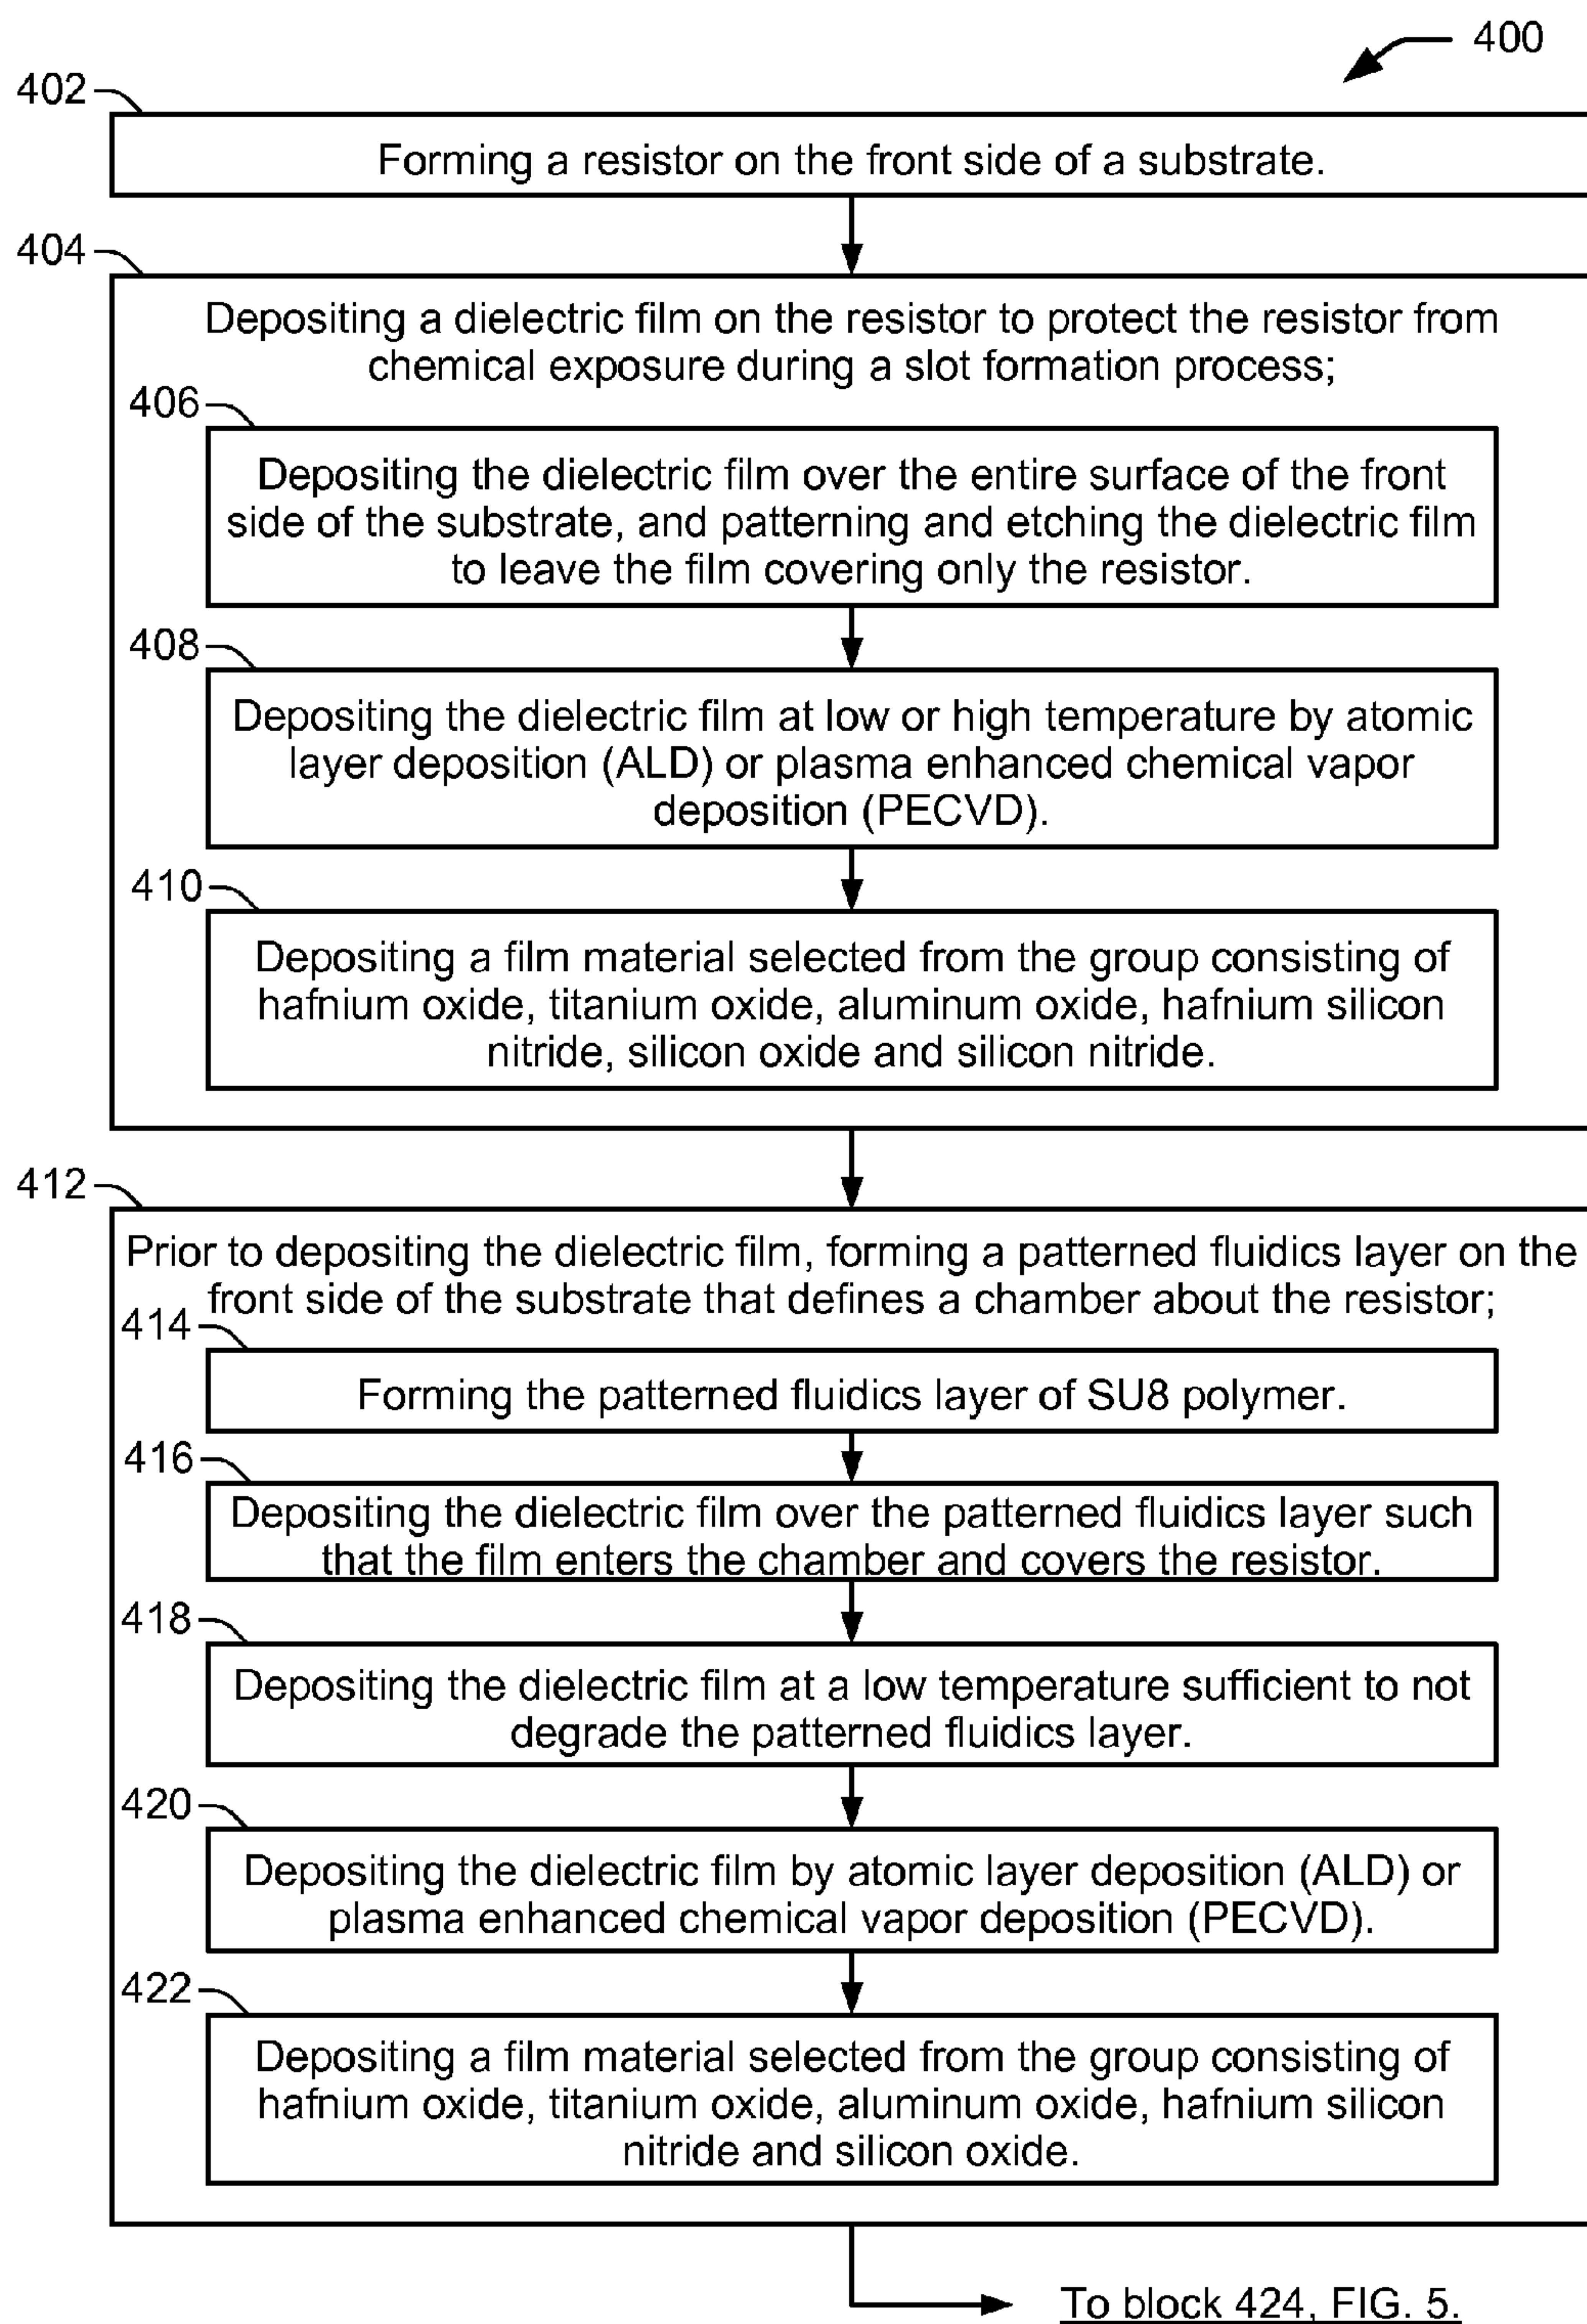 400
402
Forming a resistor on the front side of a substrate.
404
Depositing a dielectric film on the resistor to protect the resistor from
chemical exposure during a slot formation process;
406
Depositing the dielectric film over the entire surface of the front
side of the substrate, and patterning and etching the dielectric film
to leave the film covering only the resistor.
408
Depositing the dielectric film at low or high temperature by atomic
layer deposition (ALD) or plasma enhanced chemical vapor
deposition (PECVD).
410
Depositing a film material selected from the group consisting of
hafnium oxide, titanium oxide, aluminum oxide, hafnium silicon
nitride, silicon oxide and silicon nitride.
412
Prior to depositing the dielectric film, forming a patterned fluidics layer on the
front side of the substrate that defines a chamber about the resistor;
414
Forming the patterned fluidics layer of SU8 polymer.
416
Depositing the dielectric film over the patterned fluidics layer such
that the film enters the chamber and covers the resistor.
418
Depositing the dielectric film at a low temperature sufficient to not
degrade the patterned fluidics layer.
420
Depositing the dielectric film by atomic layer deposition (ALD) or
plasma enhanced chemical vapor deposition (PECVD).
422
Depositing a film material selected from the group consisting of
hafnium oxide, titanium oxide, aluminum oxide, hafnium silicon
nitride and silicon oxide.
To block 424, FIG. 5.